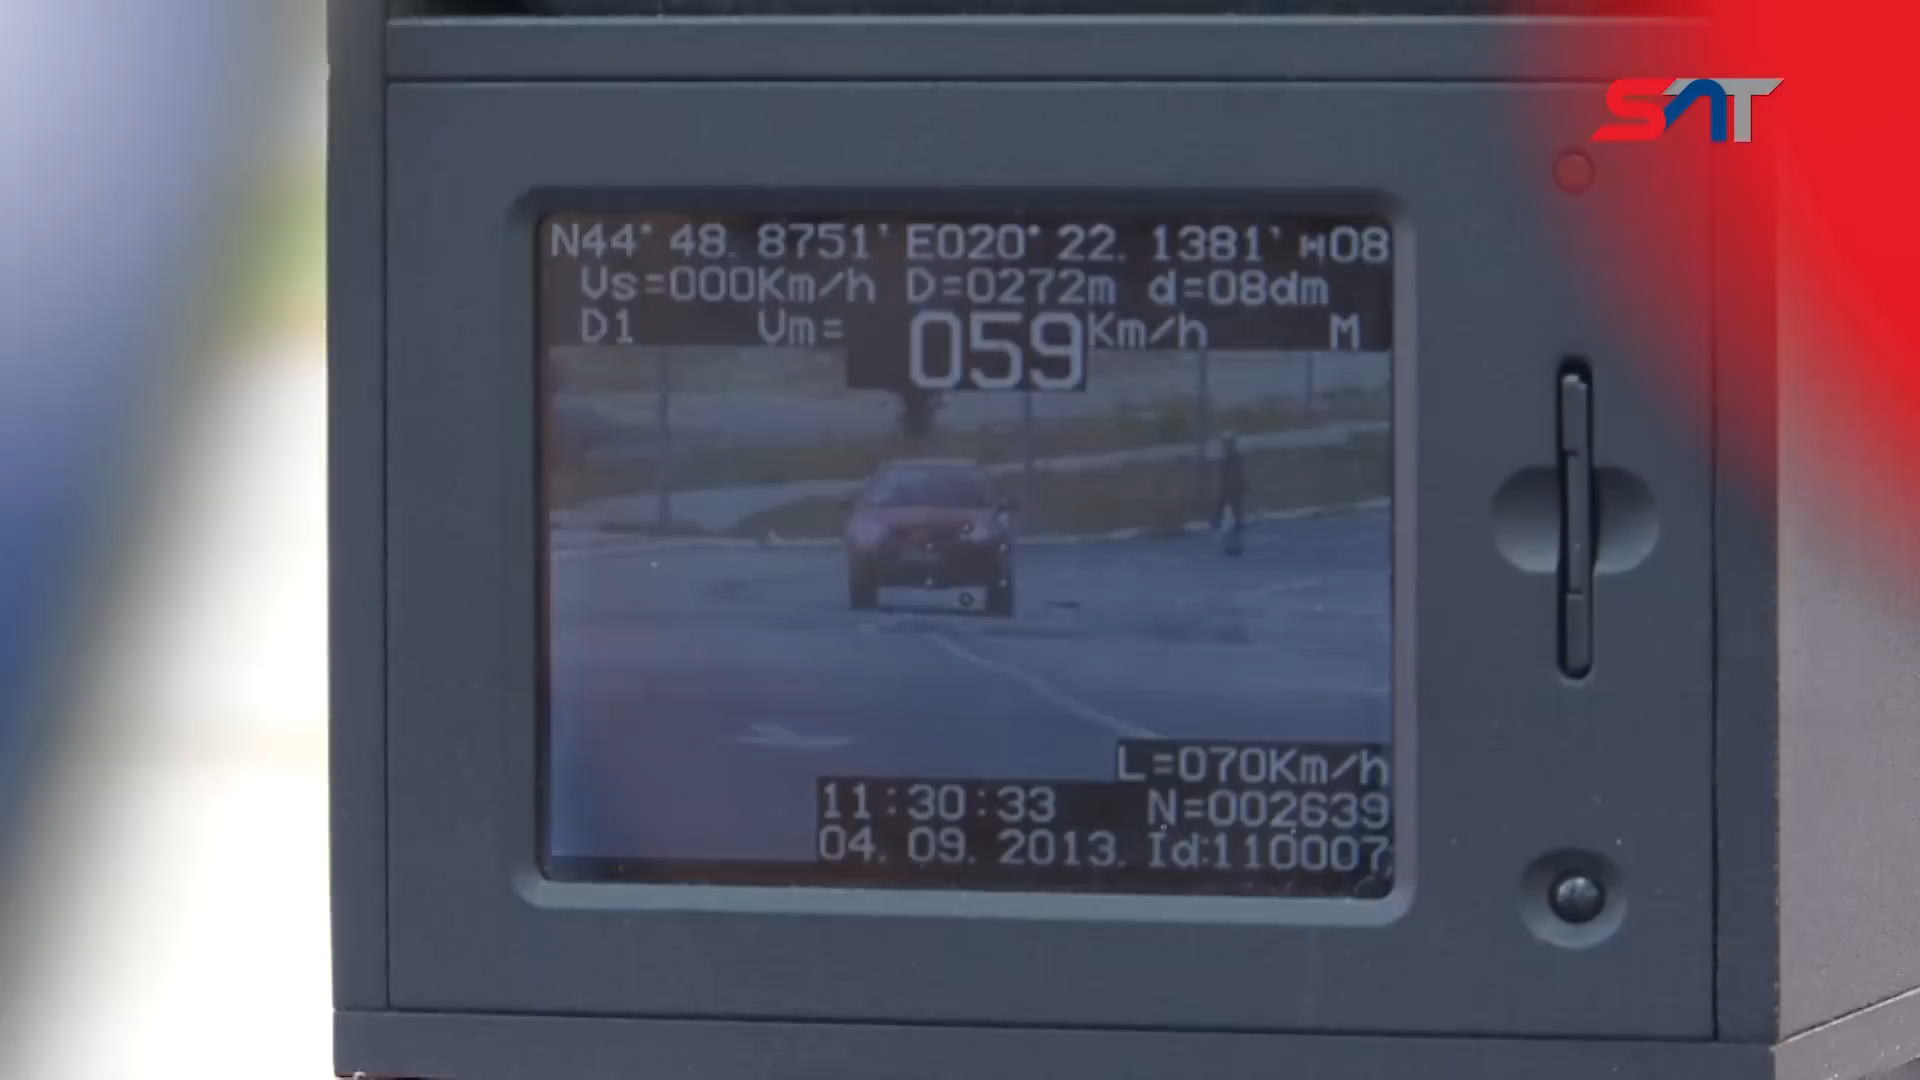 SAT
N44° 48. 8751' E020° 22. 1381' 08
Vs=000Km/h D=0272m d=08dm
D1 Vm= 059 Km/h M
L=070Km/h
11:30:33 N=002639
04. 09. 2013. Id:110007